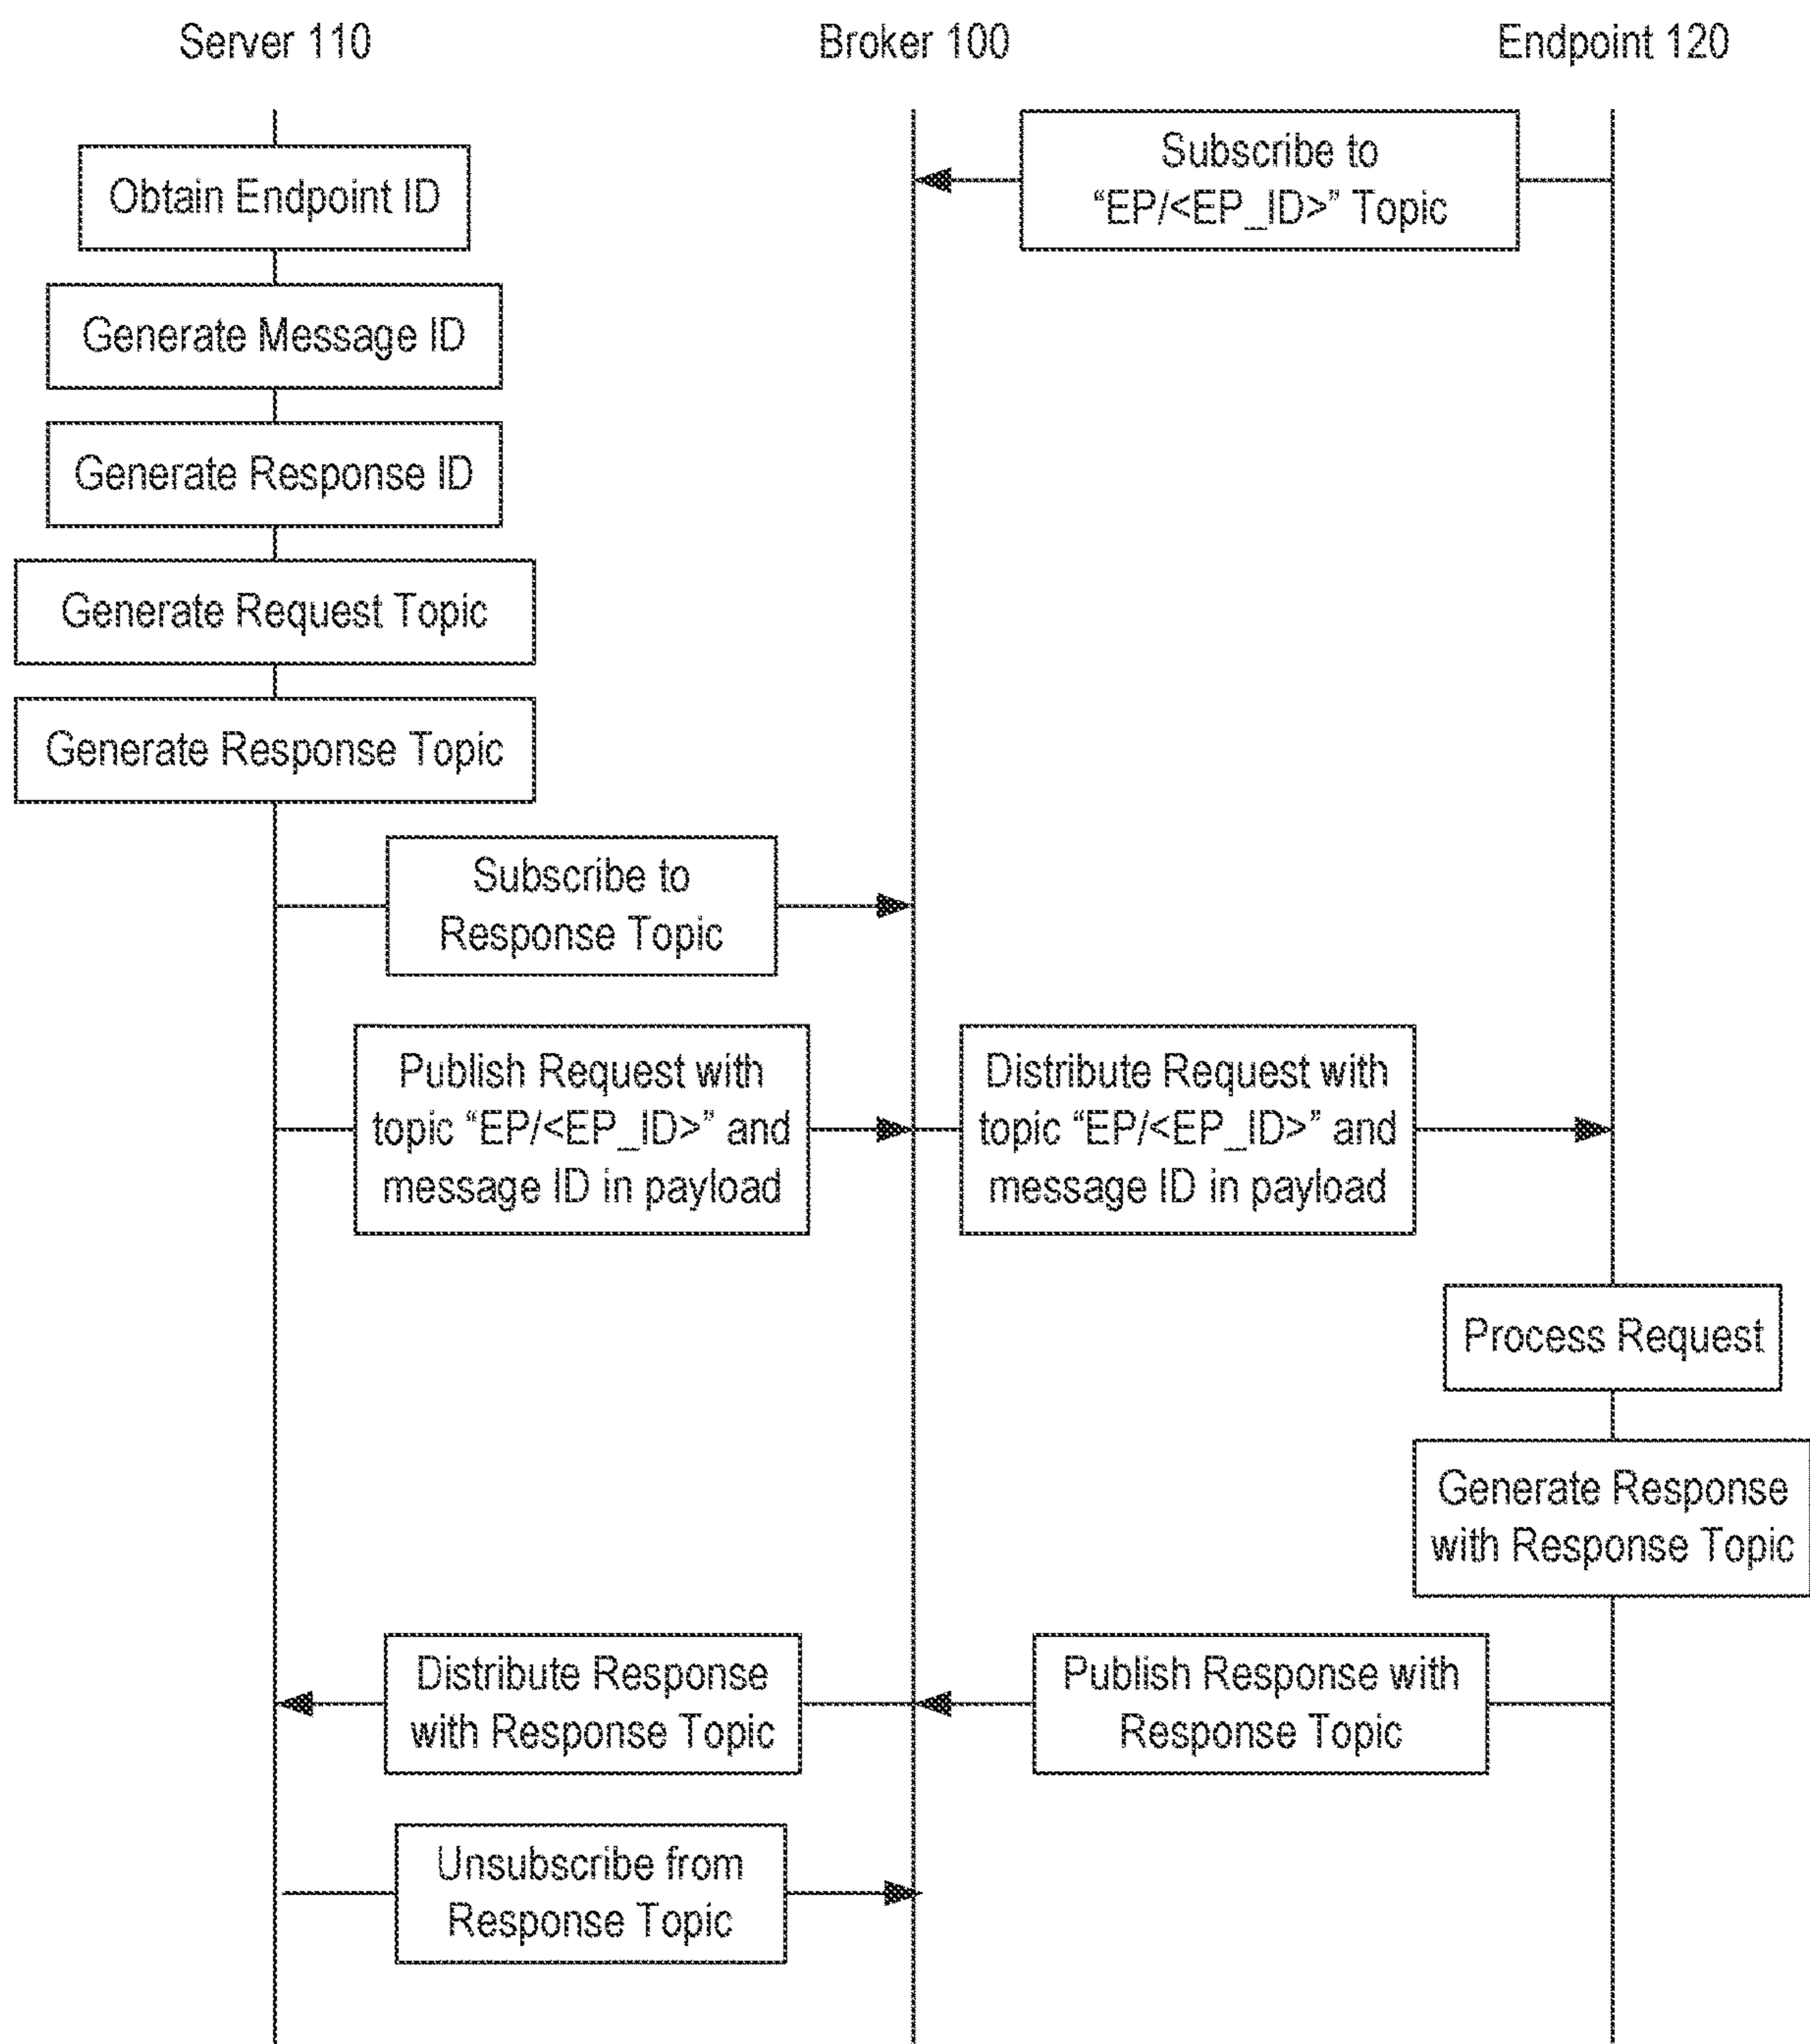 Server 110
Broker 100
Endpoint 120
Subscribe to
“EP/<EP_ID>” Topic
Obtain Endpoint ID
Generate Message ID
Generate Response ID
Generate Request Topic
Generate Response Topic
Subscribe to
Response Topic
Publish Request with
topic “EP/<EP_ID>” and
message ID in payload
Distribute Request with
topic “EP/<EP_ID>” and
message ID in payload
Process Request
Generate Response
with Response Topic
Publish Response with
Response Topic
Distribute Response
with Response Topic
Unsubscribe from
Response Topic